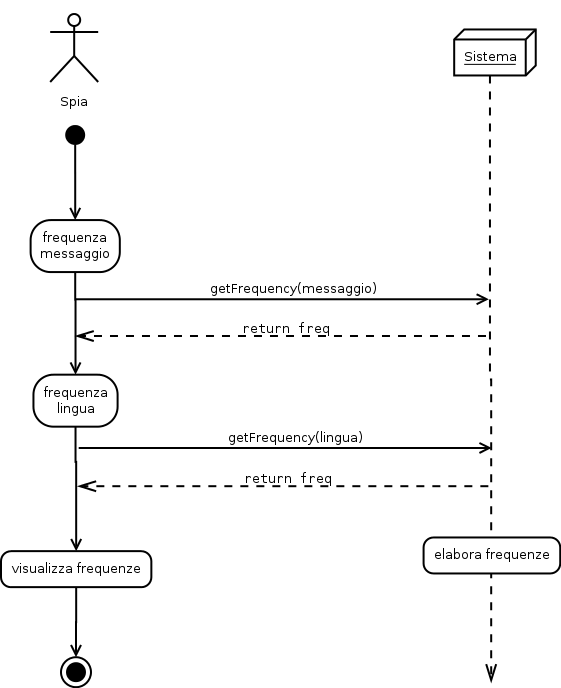 Sistema
Spia
frequenza
messaggio
getFrequency(messaggio)
return freq
frequenza
lingua
getFrequency(lingua)
return freq
visualizza frequenze
elabora frequenze